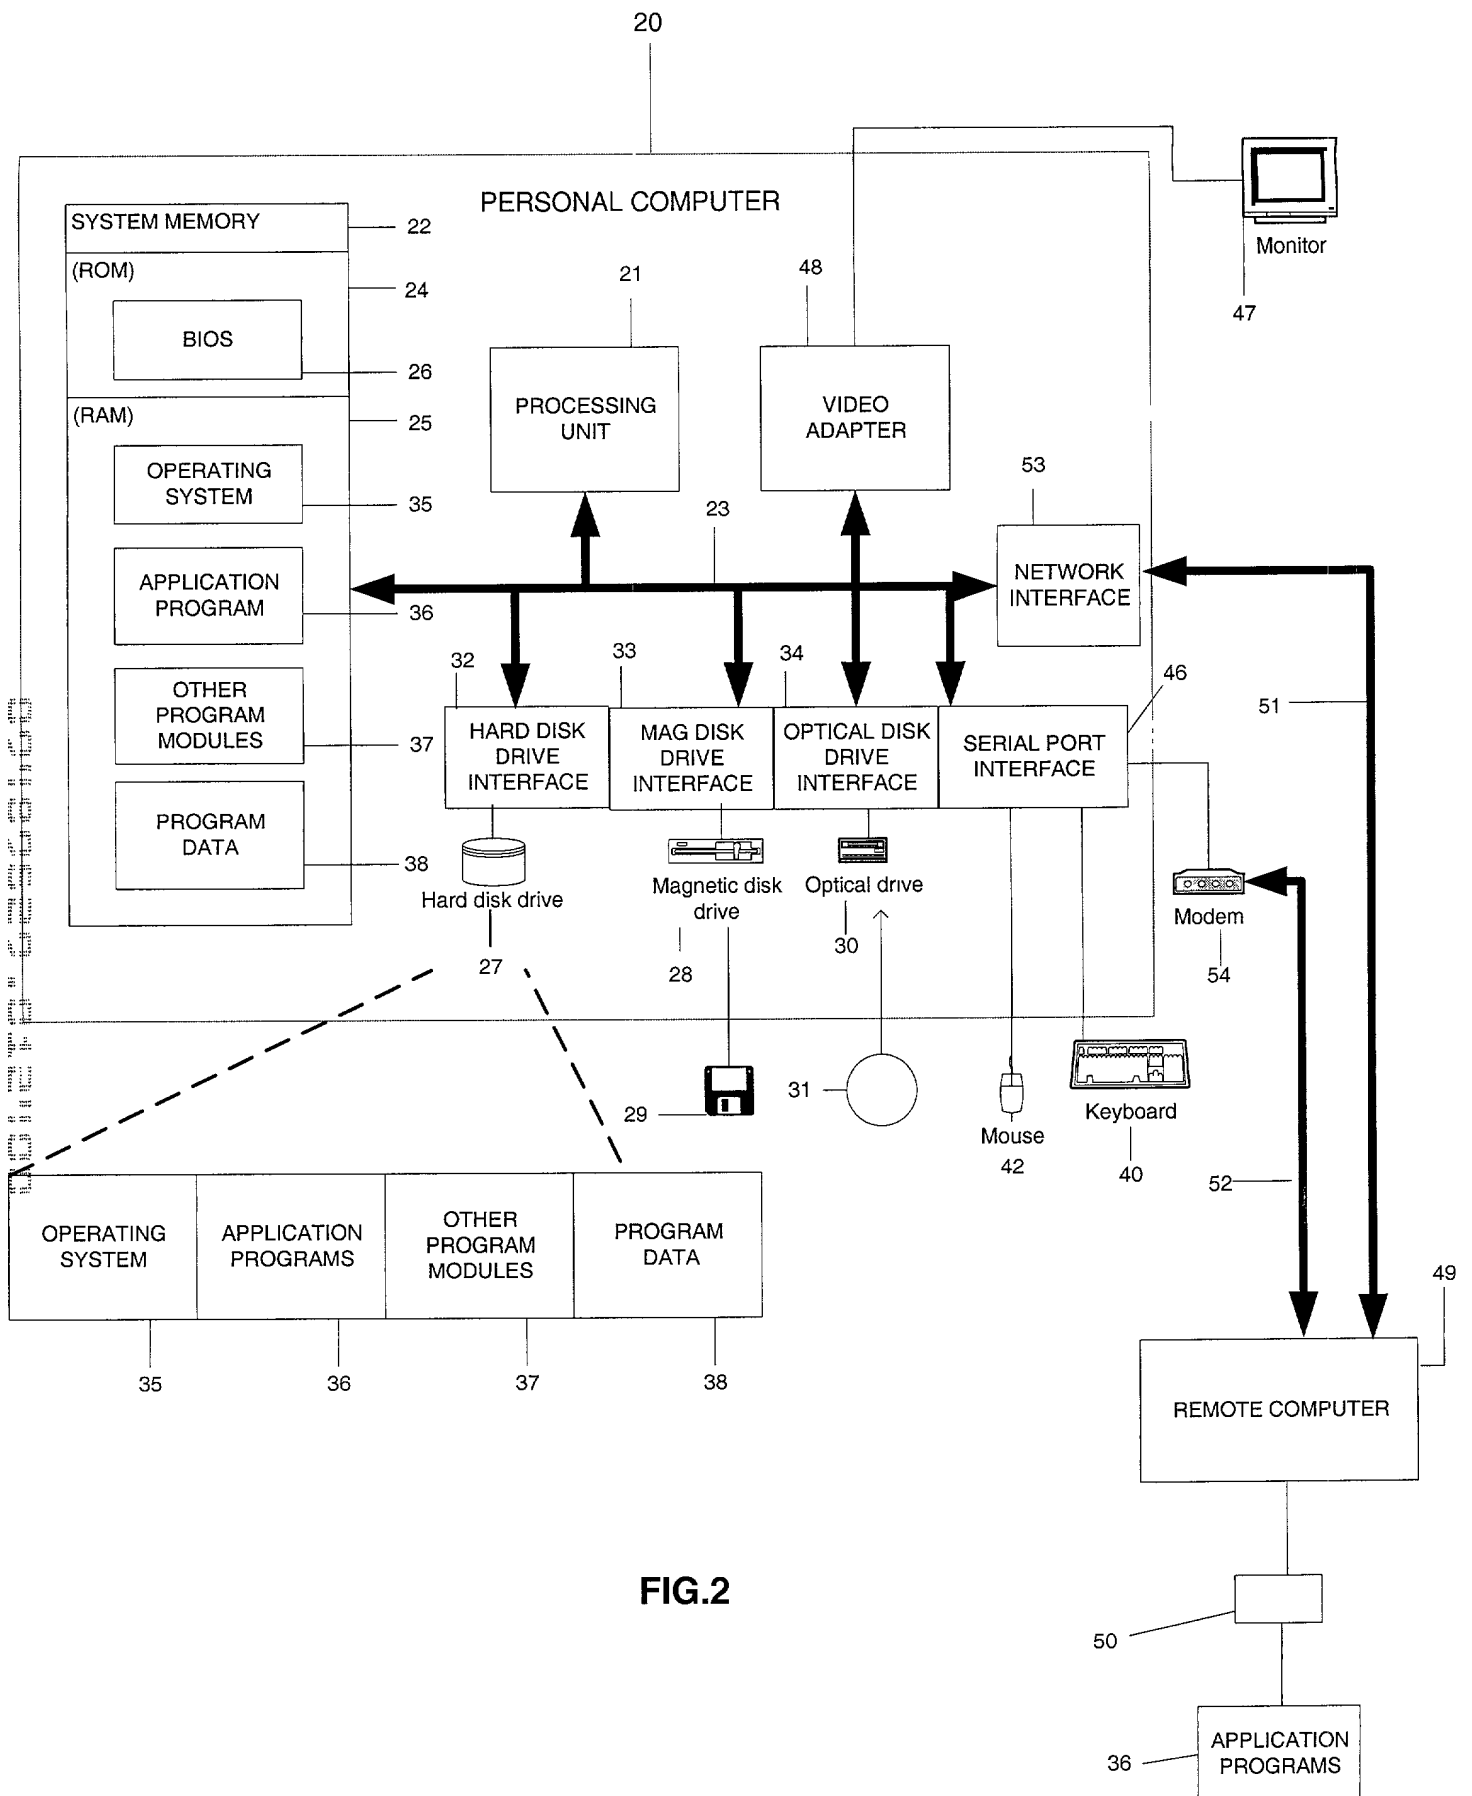 20
PERSONAL COMPUTER
SYSTEM MEMORY
22
(ROM)
24
BIOS
26
(RAM)
25
OPERATING
SYSTEM
35
APPLICATION
PROGRAM
36
OTHER
PROGRAM
MODULES
37
PROGRAM
DATA
38
21
PROCESSING
UNIT
48
VIDEO
ADAPTER
Monitor
47
23
53
NETWORK
INTERFACE
32
HARD DISK
DRIVE
INTERFACE
33
MAG DISK
DRIVE
INTERFACE
34
OPTICAL DISK
DRIVE
INTERFACE
46
SERIAL PORT
INTERFACE
51
Hard disk drive
27
Magnetic disk
drive
28
Optical drive
30
Modem
54
29
31
Mouse
42
Keyboard
40
52
OPERATING
SYSTEM
APPLICATION
PROGRAMS
OTHER
PROGRAM
MODULES
PROGRAM
DATA
35
36
37
38
49
REMOTE COMPUTER
FIG.2
50
36
APPLICATION
PROGRAMS